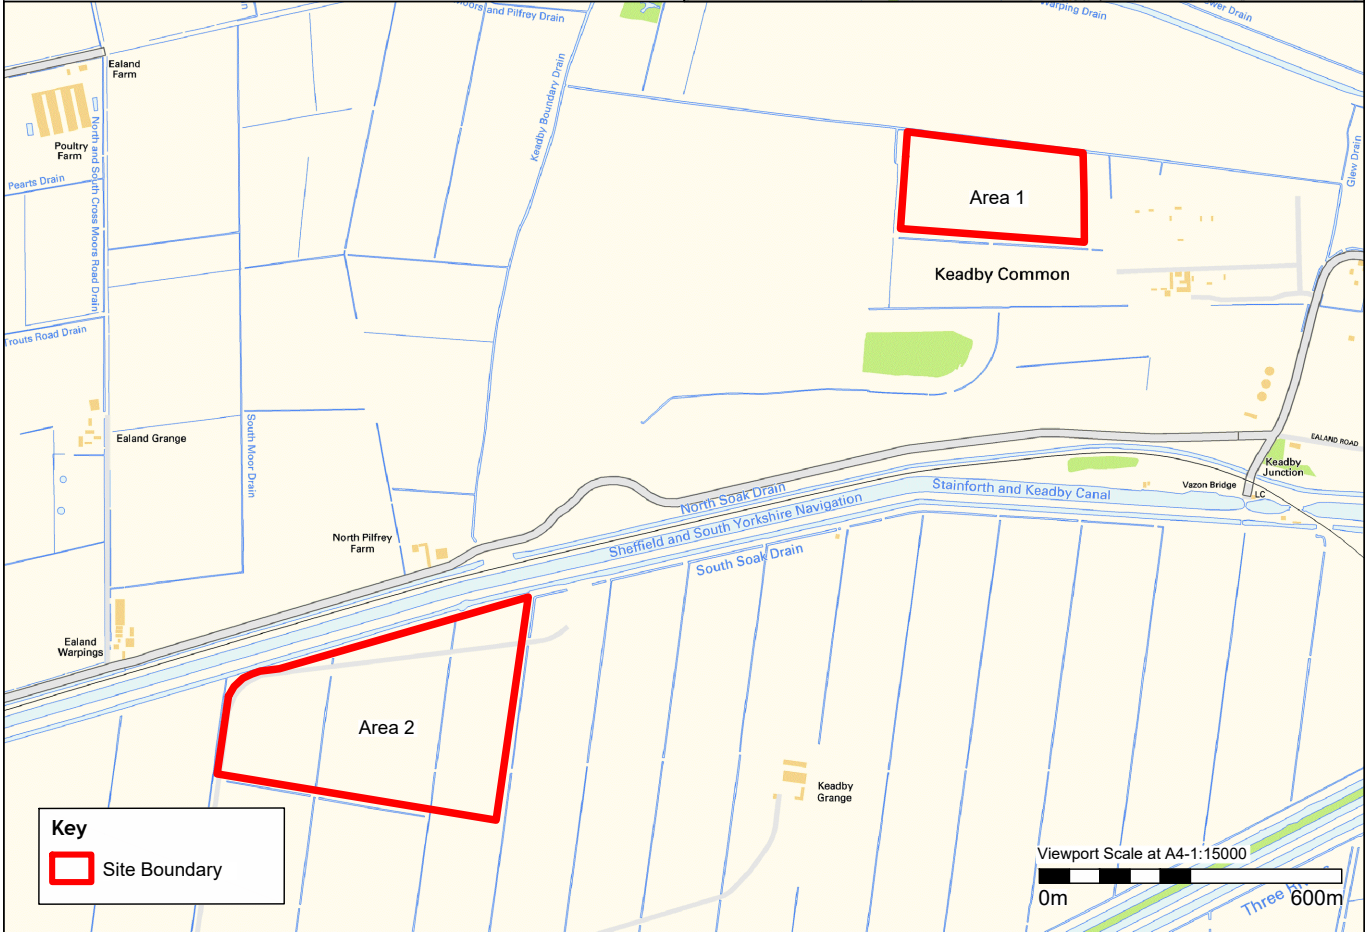 oors and Pilfrey Drain
Warping Drain
wer Drain
Ealand
Farm
Keadby Boundary Drain
North and South Cross Moors Road Drain
Poultry
Farm
Glew Drain
Pearts Drain
Area 1
Keadby Common
Trouts Road Drain
Ealand Grange
South Moor Drain
EALAND ROAD
Keadby
Junction
Vazon Bridge
LC
North Soak Drain
Stainforth and Keadby Canal
Sheffield and South Yorkshire Navigation
North Pilfrey
Farm
South Soak Drain
Ealand
Warpings
Area 2
Keadby
Grange
Key
Site Boundary
Viewport Scale at A4-1:15000
0m
600m
Three